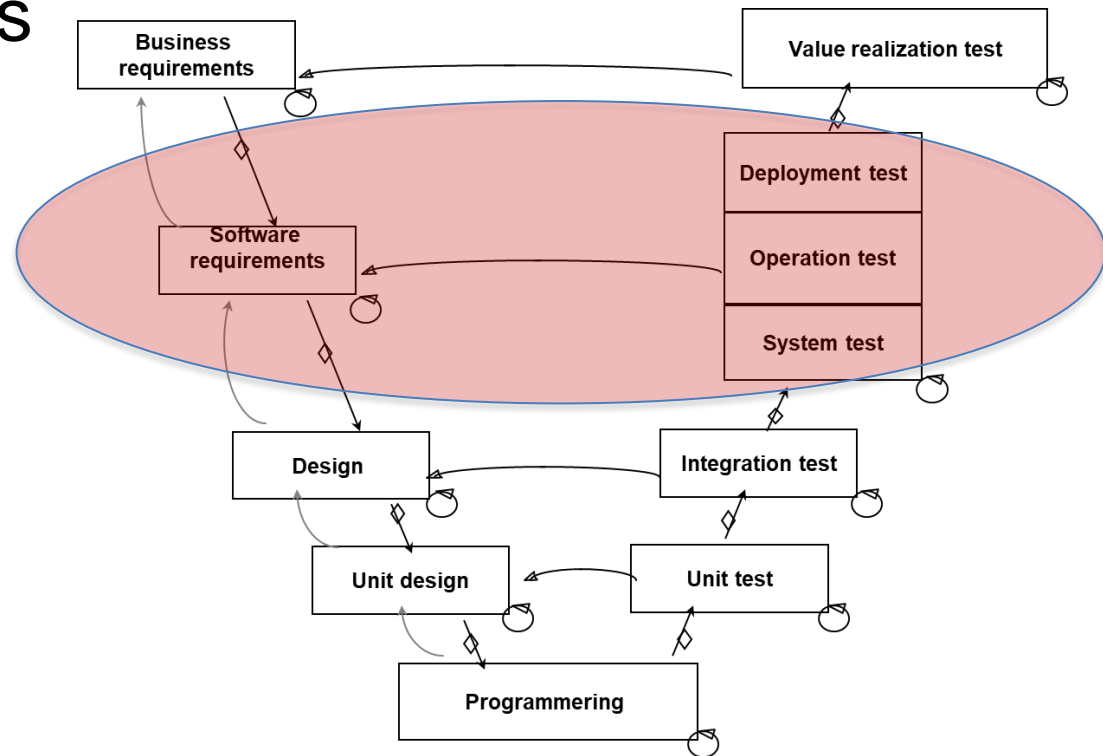 s
Business
requirements
Value realization test
Deployment test
Software
requirements
Operation test
System test
Design
Integration test
Unit design
Unit test
Programmering